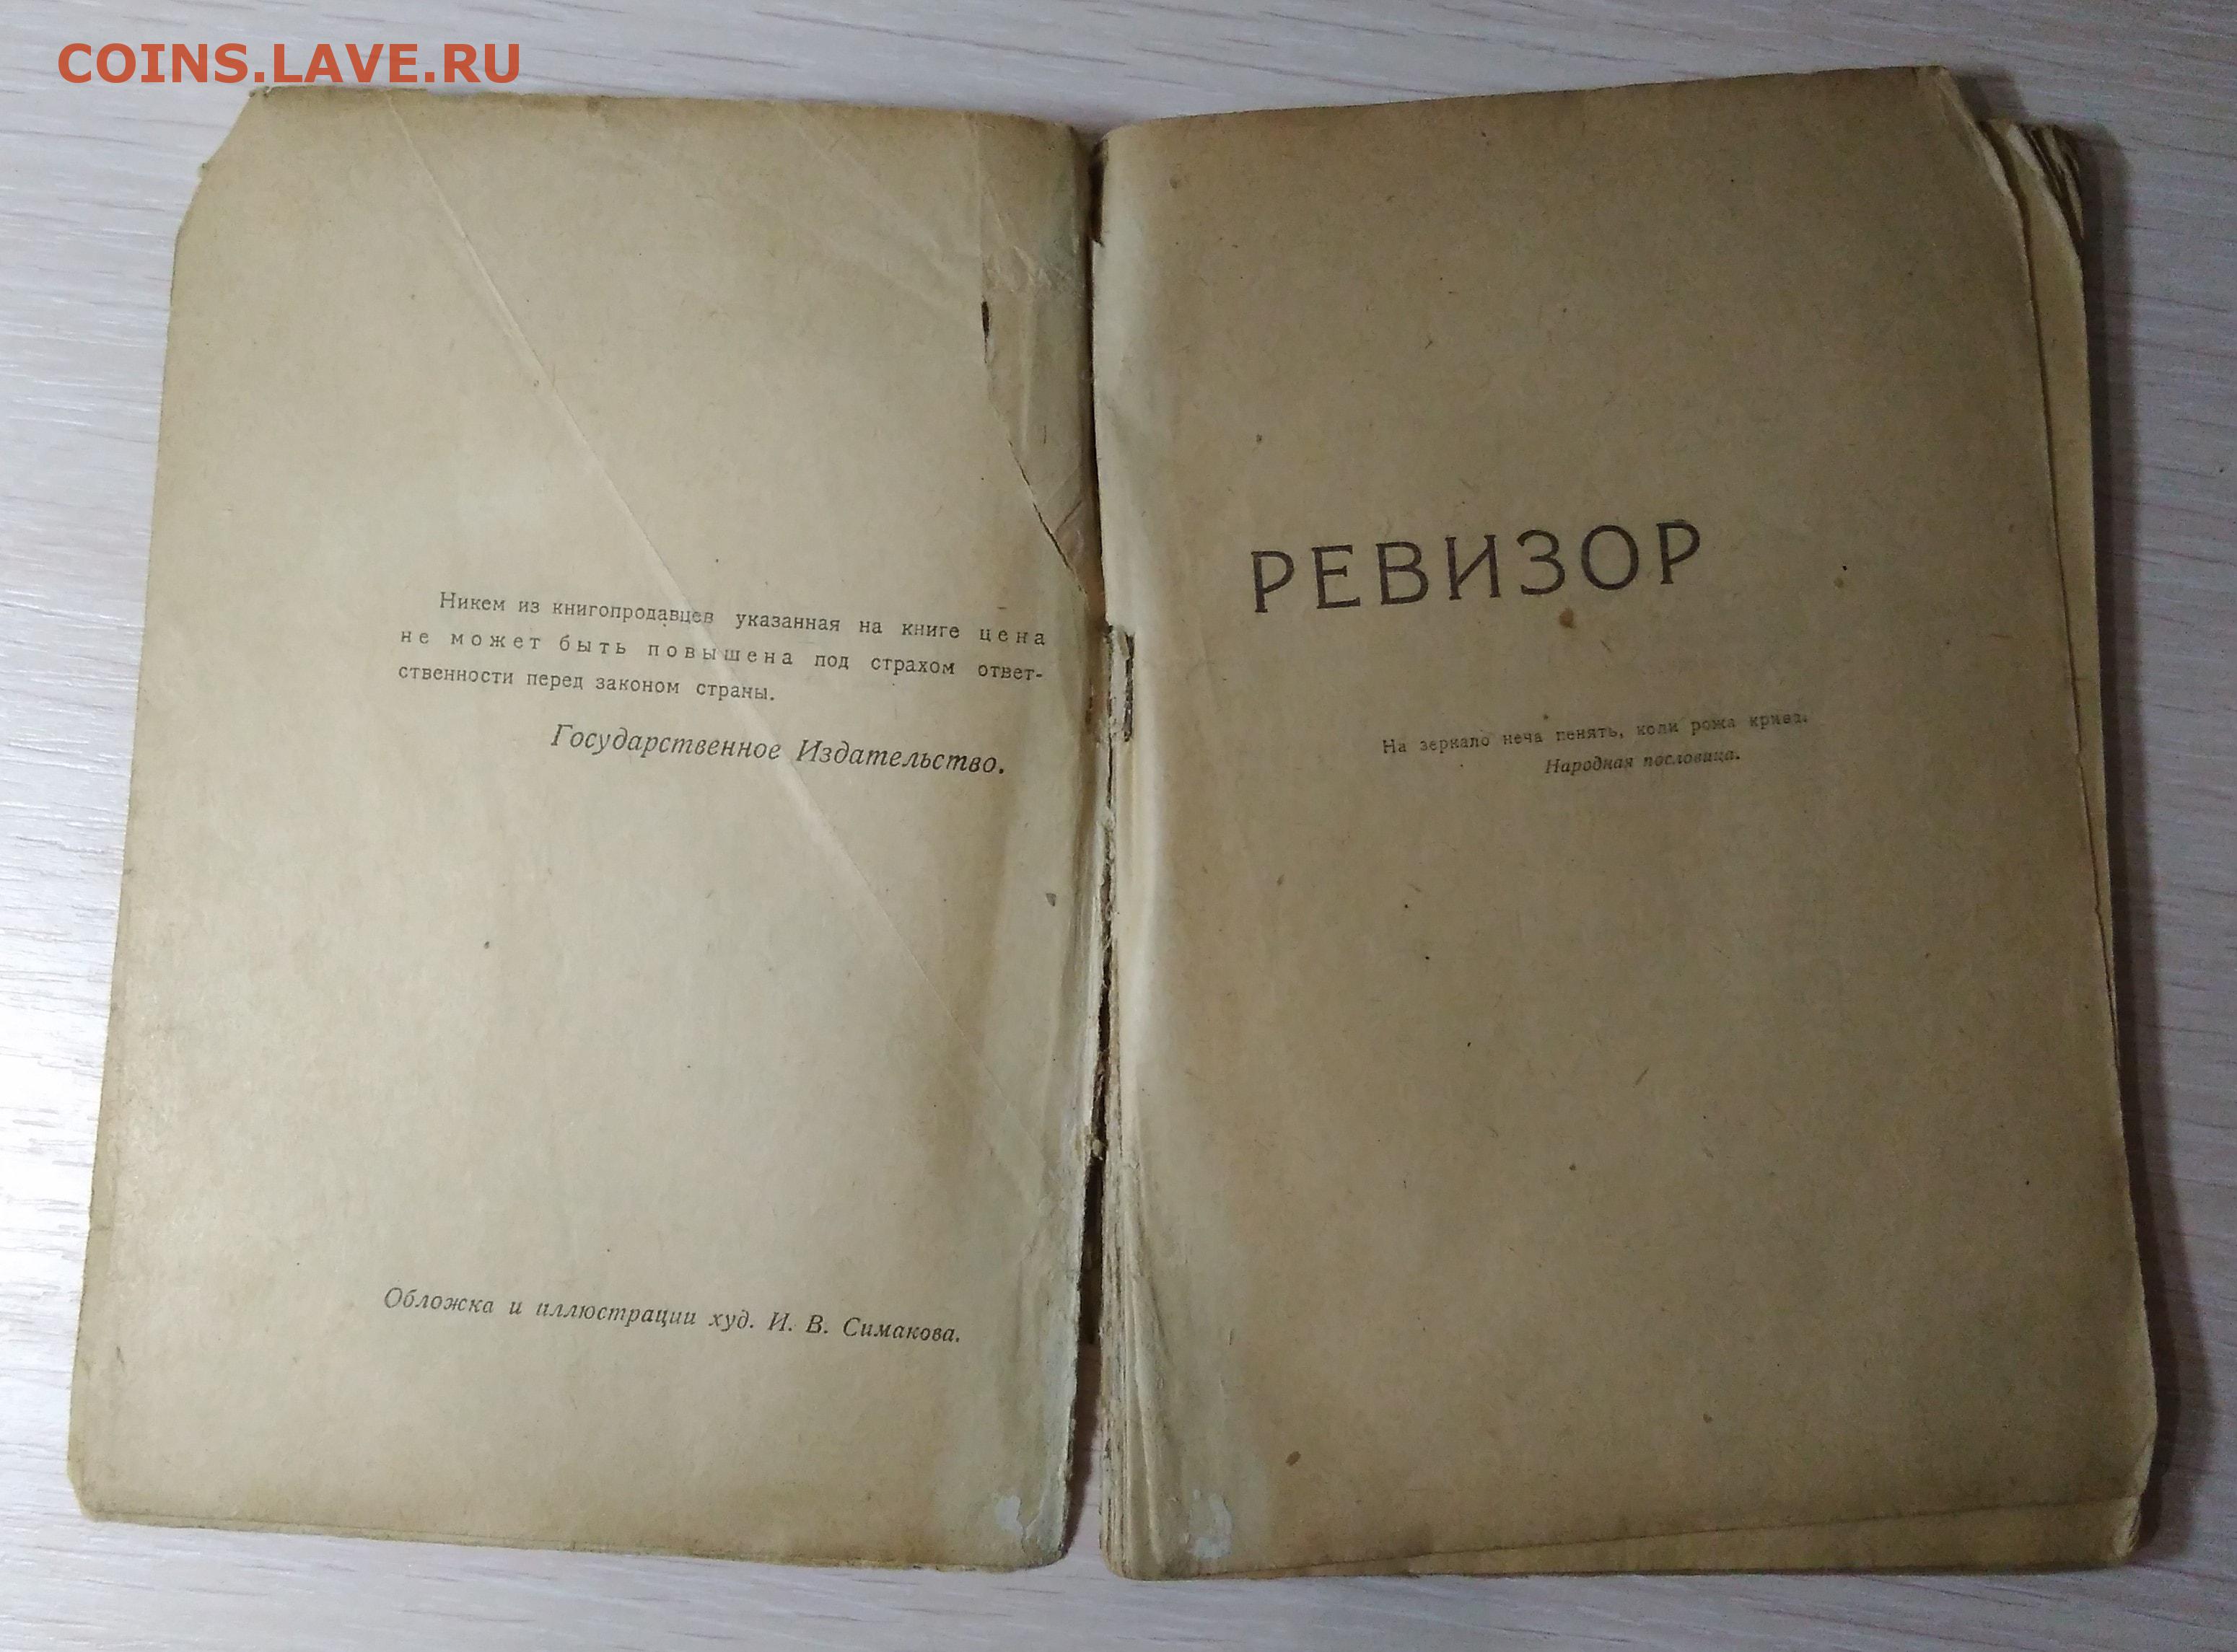 COINS.LAVE.RU
Никем из книгопродавцев указанная на книге цена
не может быть повышена под страхом ответ-
ственности перед законом страны.
Государственное Издательство.
Обложка и иллюстрации худ. И. В. Симакова.
РЕВИЗОР
На зеркало неча пенять, коли рожа крива.
Народная пословица.